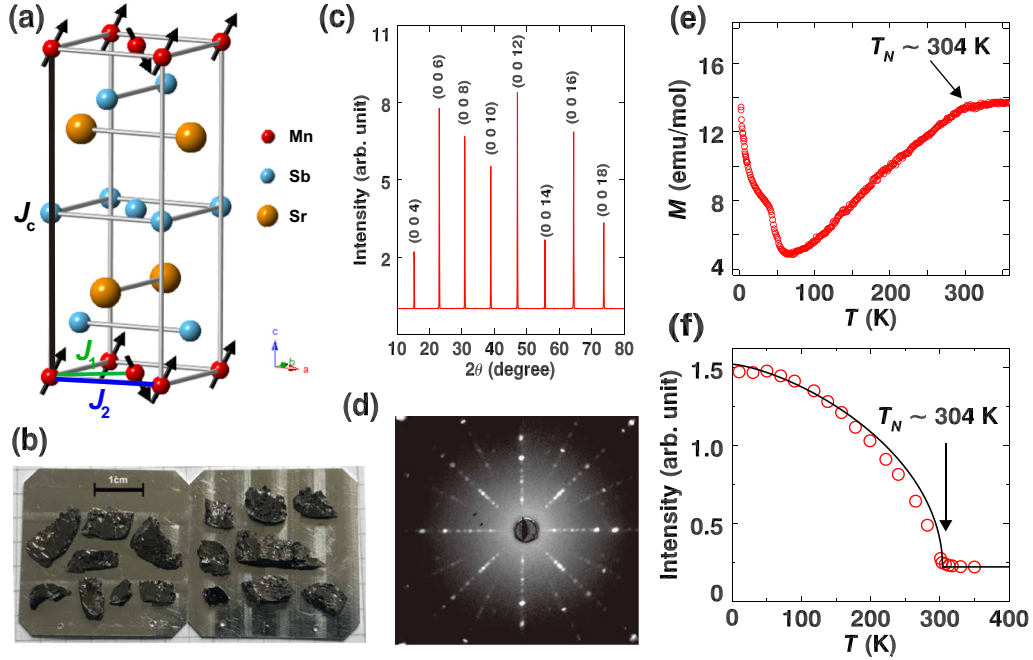 (a)
Mn
Sb
Sr
J_c
J_1
J_2
c
b
a
(b)
1cm
(c)
Intensity (arb. unit)
11
8
5
2
(0 0 4)
(0 0 6)
(0 0 8)
(0 0 10)
(0 0 12)
(0 0 14)
(0 0 16)
(0 0 18)
10 20 30 40 50 60 70 80
2θ (degree)
(d)
(e)
M (emu/mol)
16
12
8
4
T_N ~ 304 K
0 100 200 300
T (K)
(f)
Intensity (arb. unit)
1.5
1.0
0.5
0
T_N ~ 304 K
0 100 200 300 400
T (K)